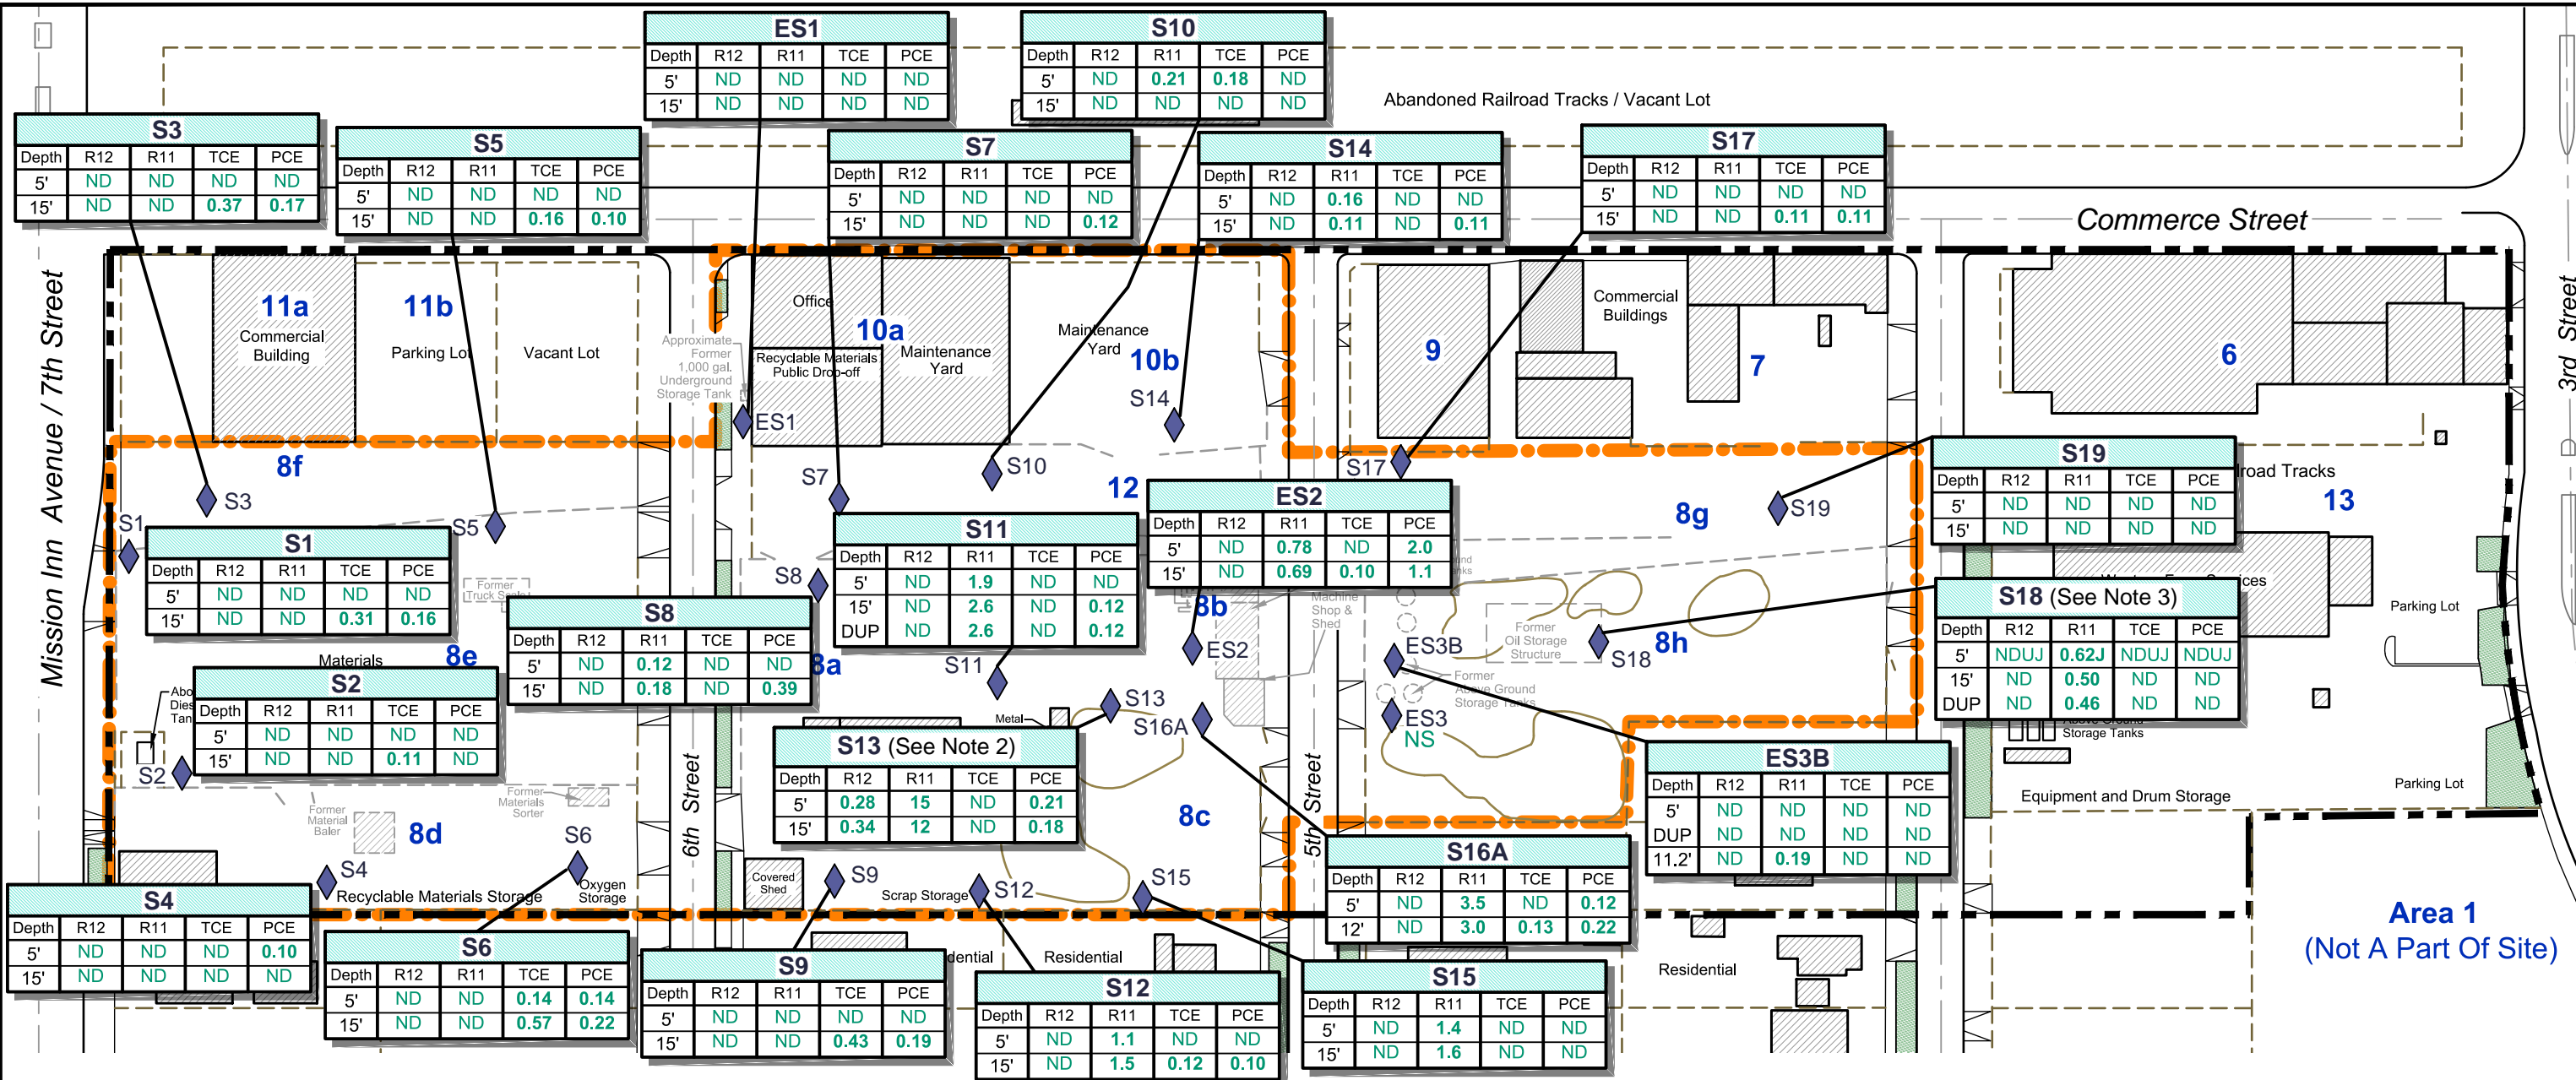 ES1
Depth R12 R11 TCE PCE
5' ND ND ND ND
15' ND ND ND ND
S10
Depth R12 R11 TCE PCE
5' ND 0.21 0.18 ND
15' ND ND ND ND
Abandoned Railroad Tracks / Vacant Lot
S3
Depth R12 R11 TCE PCE
5' ND ND ND ND
15' ND ND 0.37 0.17
S5
Depth R12 R11 TCE PCE
5' ND ND ND ND
15' ND ND 0.16 0.10
S7
Depth R12 R11 TCE PCE
5' ND ND ND ND
15' ND ND ND 0.12
S14
Depth R12 R11 TCE PCE
5' ND 0.16 ND ND
15' ND 0.11 ND 0.11
S17
Depth R12 R11 TCE PCE
5' ND ND ND ND
15' ND ND 0.11 0.11
Commerce Street
Mission Inn Avenue / 7th Street
3rd Street
11a
Commercial
Building
11b
Parking Lot
Vacant Lot
Approximate
Former
1,000 gal.
Underground
Storage Tank
Office
10a
Recyclable Materials
Public Drop-off
Maintenance
Yard
Maintenance
Yard
10b
S14
ES1
9
Commercial
Buildings
7
6
8f
S3
S5
S1
S7
S10
12
S17
8g
S19
13
S19
Depth R12 R11 TCE PCE
5' ND ND ND ND
15' ND ND ND ND
S1
Depth R12 R11 TCE PCE
5' ND ND ND ND
15' ND ND 0.31 0.16
Former
Truck Scale
S8
S11
Depth R12 R11 TCE PCE
5' ND 1.9 ND ND
15' ND 2.6 ND 0.12
DUP ND 2.6 ND 0.12
ES2
Depth R12 R11 TCE PCE
5' ND 0.78 ND 2.0
15' ND 0.69 0.10 1.1
8b
Machine
Shop &
Shed
ES2
Former
Oil Storage
Structure
S18
8h
ES3B
Former
Above Ground
Storage Tanks
ES3
NS
S18 (See Note 3)
Depth R12 R11 TCE PCE
5' NDUJ 0.62J NDUJ NDUJ
15' ND 0.50 ND ND
DUP ND 0.46 ND ND
Parking Lot
Storage Tanks
Parking Lot
Equipment and Drum Storage
Materials
8e
S8
Depth R12 R11 TCE PCE
5' ND 0.12 ND ND
15' ND 0.18 ND 0.39
8a
S11
S13
S16A
Metal
S2
Depth R12 R11 TCE PCE
5' ND ND ND ND
15' ND ND 0.11 ND
S2
Former
Material
Baler
8d
Former
Materials
Sorter
6th Street
S13 (See Note 2)
Depth R12 R11 TCE PCE
5' 0.28 15 ND 0.21
15' 0.34 12 ND 0.18
8c
5th Street
ES3B
Depth R12 R11 TCE PCE
5' ND ND ND ND
DUP ND ND ND ND
11.2' ND 0.19 ND ND
S16A
Depth R12 R11 TCE PCE
5' ND 3.5 ND 0.12
12' ND 3.0 0.13 0.22
S4
S6
Recyclable Materials Storage
Oxygen
Storage
Covered
Shed
S9
Scrap Storage
S12
S15
S4
Depth R12 R11 TCE PCE
5' ND ND ND 0.10
15' ND ND ND ND
S6
Depth R12 R11 TCE PCE
5' ND ND 0.14 0.14
15' ND ND 0.57 0.22
S9
Depth R12 R11 TCE PCE
5' ND ND ND ND
15' ND ND 0.43 0.19
Residential
S12
Depth R12 R11 TCE PCE
5' ND 1.1 ND ND
15' ND 1.5 0.12 0.10
S15
Depth R12 R11 TCE PCE
5' ND 1.4 ND ND
15' ND 1.6 ND ND
Residential
Area 1
(Not A Part Of Site)